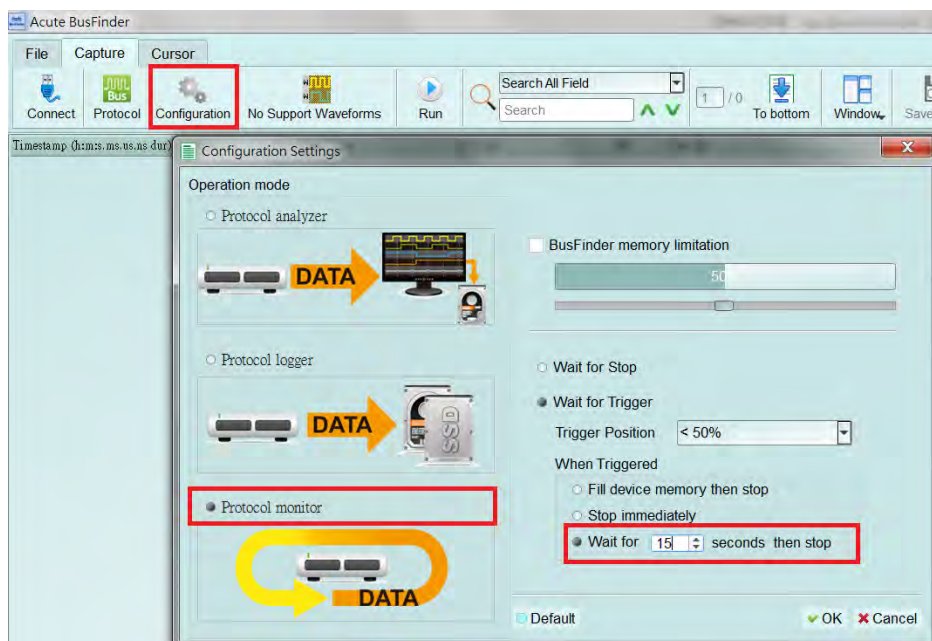 Acute BusFinder
File Capture Cursor
Bus
Search All Field
1 / 0
Search
Connect Protocol Configuration No Support Waveforms Run To bottom Window
Timestamp (h:m:s.ms.us.ns dur)
Configuration Settings
Operation mode
Protocol analyzer
DATA
BusFinder memory limitation
50
Protocol logger
DATA
SSD
Wait for Stop
Wait for Trigger
Trigger Position < 50%
When Triggered
Fill device memory then stop
Stop immediately
Wait for 15 seconds then stop
Protocol monitor
DATA
Default
OK Cancel